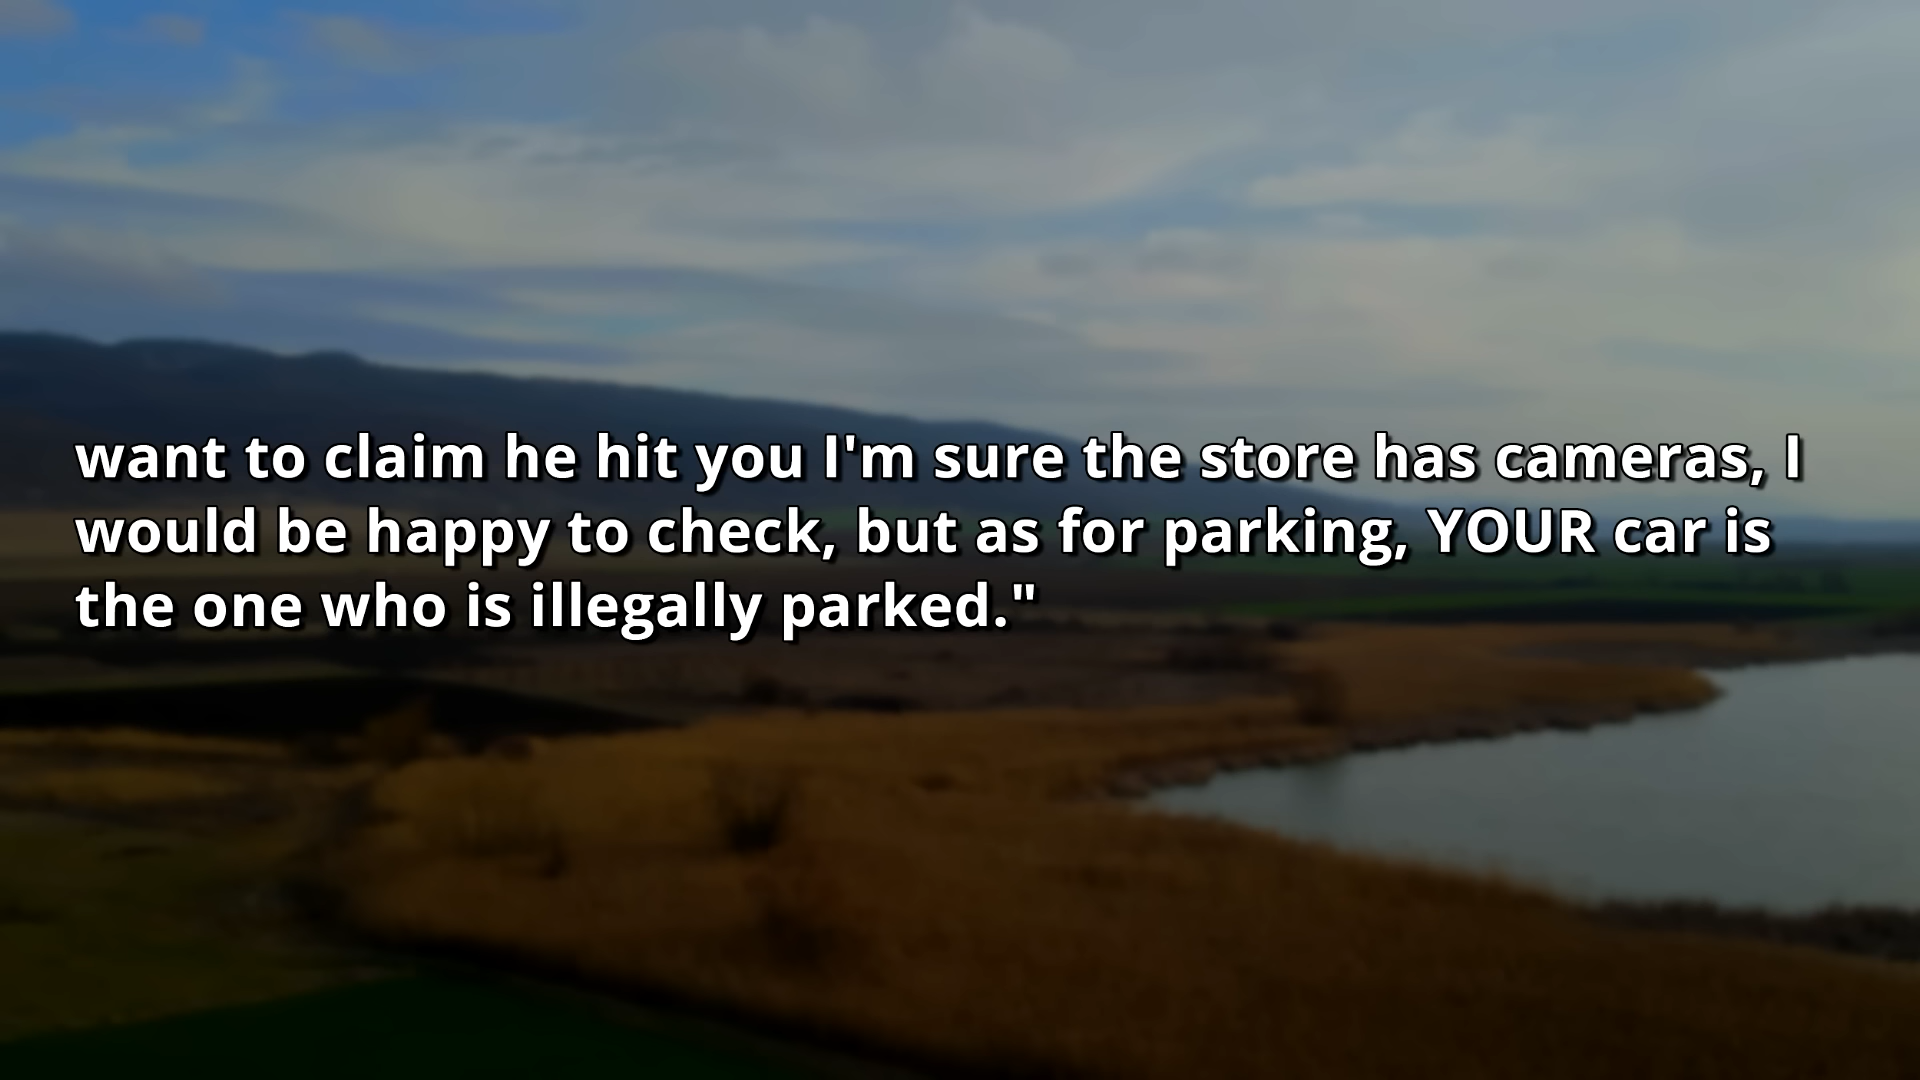 want to claim he hit you I'm sure the store has cameras, I
would be happy to check, but as for parking, YOUR car is
the one who is illegally parked."